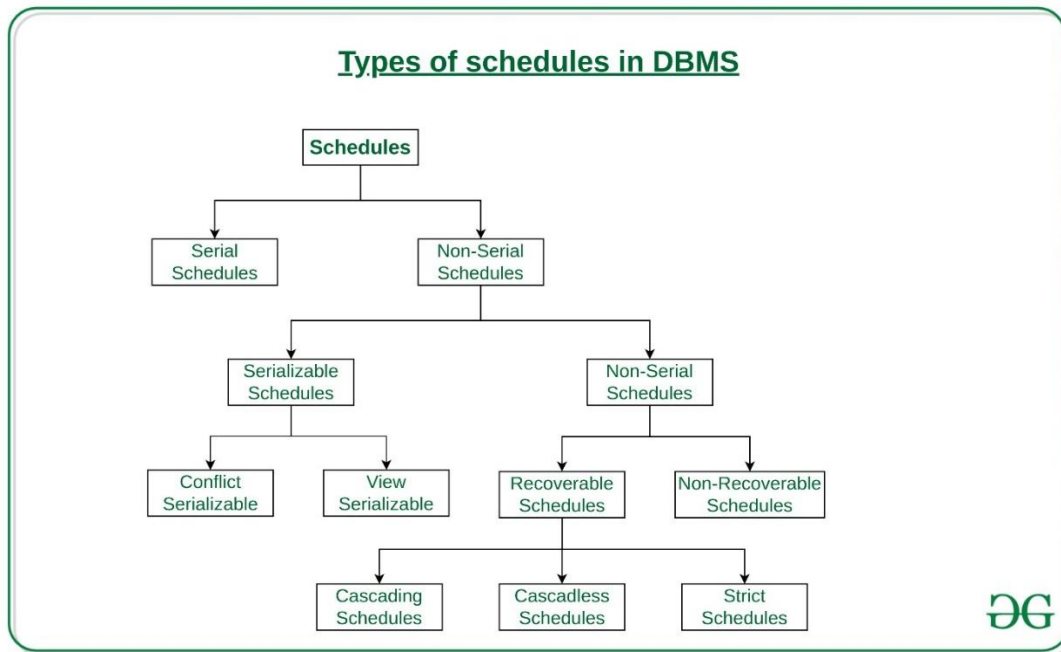 Types of schedules in DBMS
Schedules
Serial
Schedules
Non-Serial
Schedules
Serializable
Schedules
Non-Serial
Schedules
Conflict
Serializable
View
Serializable
Recoverable
Schedules
Non-Recoverable
Schedules
Cascading
Schedules
Cascadless
Schedules
Strict
Schedules